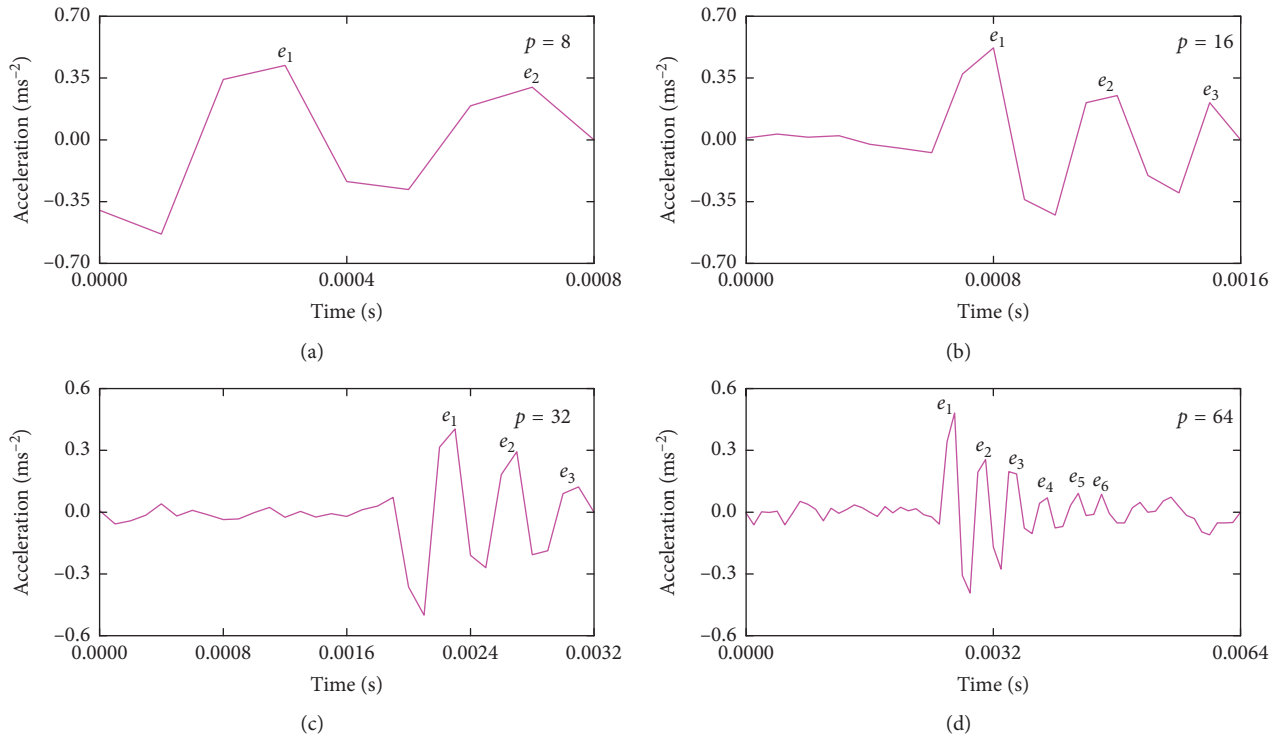 Acceleration (ms⁻²)
0.70
0.35
0.00
–0.35
–0.70
e₁
e₂
p = 8
0.0000
0.0004
0.0008
Time (s)
(a)
Acceleration (ms⁻²)
0.70
0.35
0.00
–0.35
–0.70
e₁
e₂
e₃
p = 16
0.0000
0.0008
0.0016
Time (s)
(b)
Acceleration (ms⁻²)
0.6
0.3
0.0
–0.3
–0.6
e₁
e₂
e₃
p = 32
0.0000
0.0008
0.0016
0.0024
0.0032
Time (s)
(c)
Acceleration (ms⁻²)
0.6
0.3
0.0
–0.3
–0.6
e₁
e₂
e₃
e₄
e₅
e₆
p = 64
0.0000
0.0032
0.0064
Time (s)
(d)